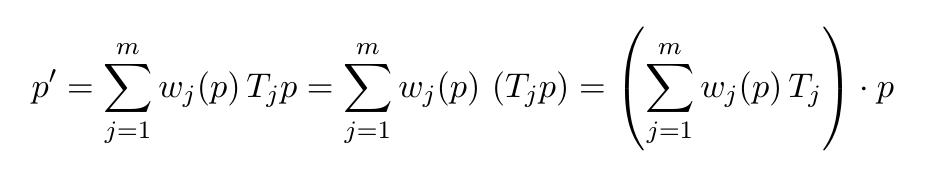 $$p' = \sum_{j=1}^{m} w_j(p)\, T_j p = \sum_{j=1}^{m} w_j(p)\ (T_j p) = \left( \sum_{j=1}^{m} w_j(p)\, T_j \right) \cdot p$$